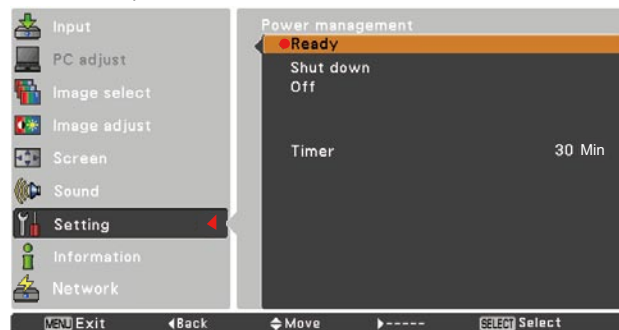 Input
PC adjust
Image select
Image adjust
Screen
Sound
Setting
Information
Network
Power management
Ready
Shut down
Off
Timer 30 Min
MENU Exit ◀Back ◆Move ▶----- SELECT Select